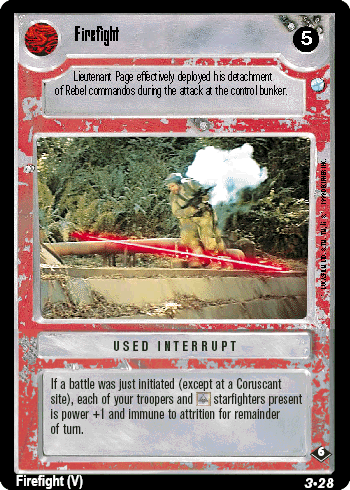 Firefight
5
Lieutenant Page effectively deployed his detachment
of Rebel commandos during the attack at the control bunker.
USED INTERRUPT
If a battle was just initiated (except at a Coruscant
site), each of your troopers and starfighters present
is power +1 and immune to attrition for remainder
of turn.
6
Firefight (V)
3•28